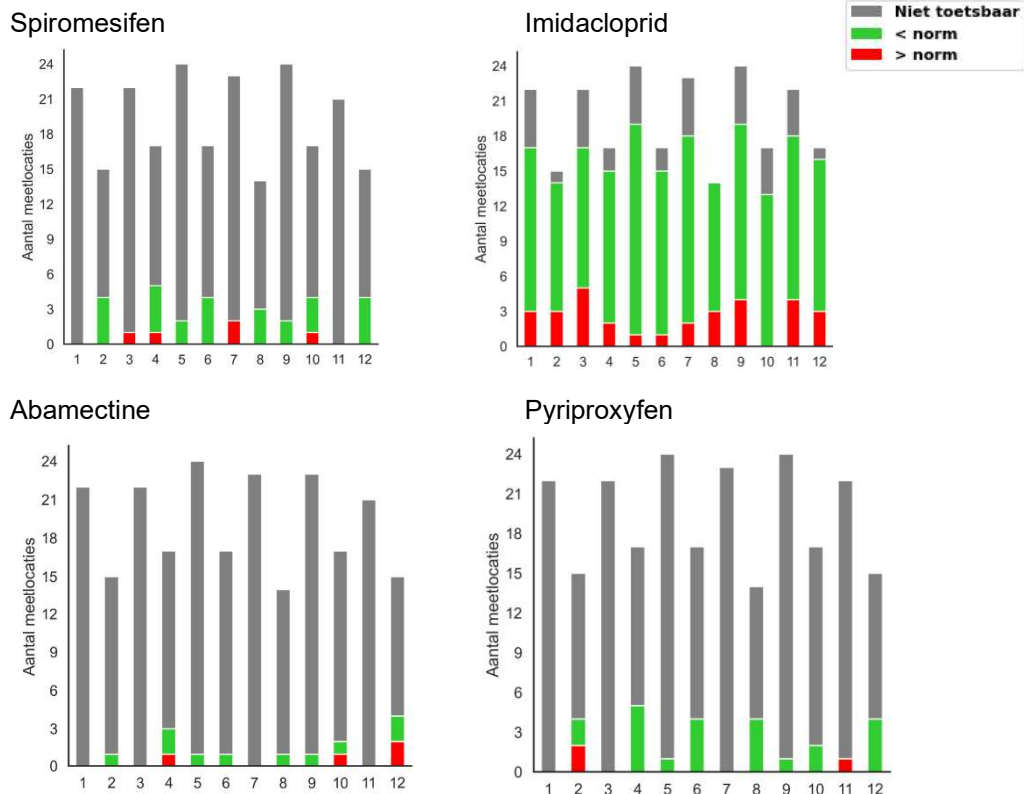 Spiromesifen
Imidacloprid
Niet toetsbaar
< norm
> norm
24
21
18
15
12
9
6
3
0
Aantal meetlocaties
1 2 3 4 5 6 7 8 9 10 11 12
24
21
18
15
12
9
6
3
0
Aantal meetlocaties
1 2 3 4 5 6 7 8 9 10 11 12
Abamectine
Pyriproxyfen
24
21
18
15
12
9
6
3
0
Aantal meetlocaties
1 2 3 4 5 6 7 8 9 10 11 12
24
21
18
15
12
9
6
3
0
Aantal meetlocaties
1 2 3 4 5 6 7 8 9 10 11 12